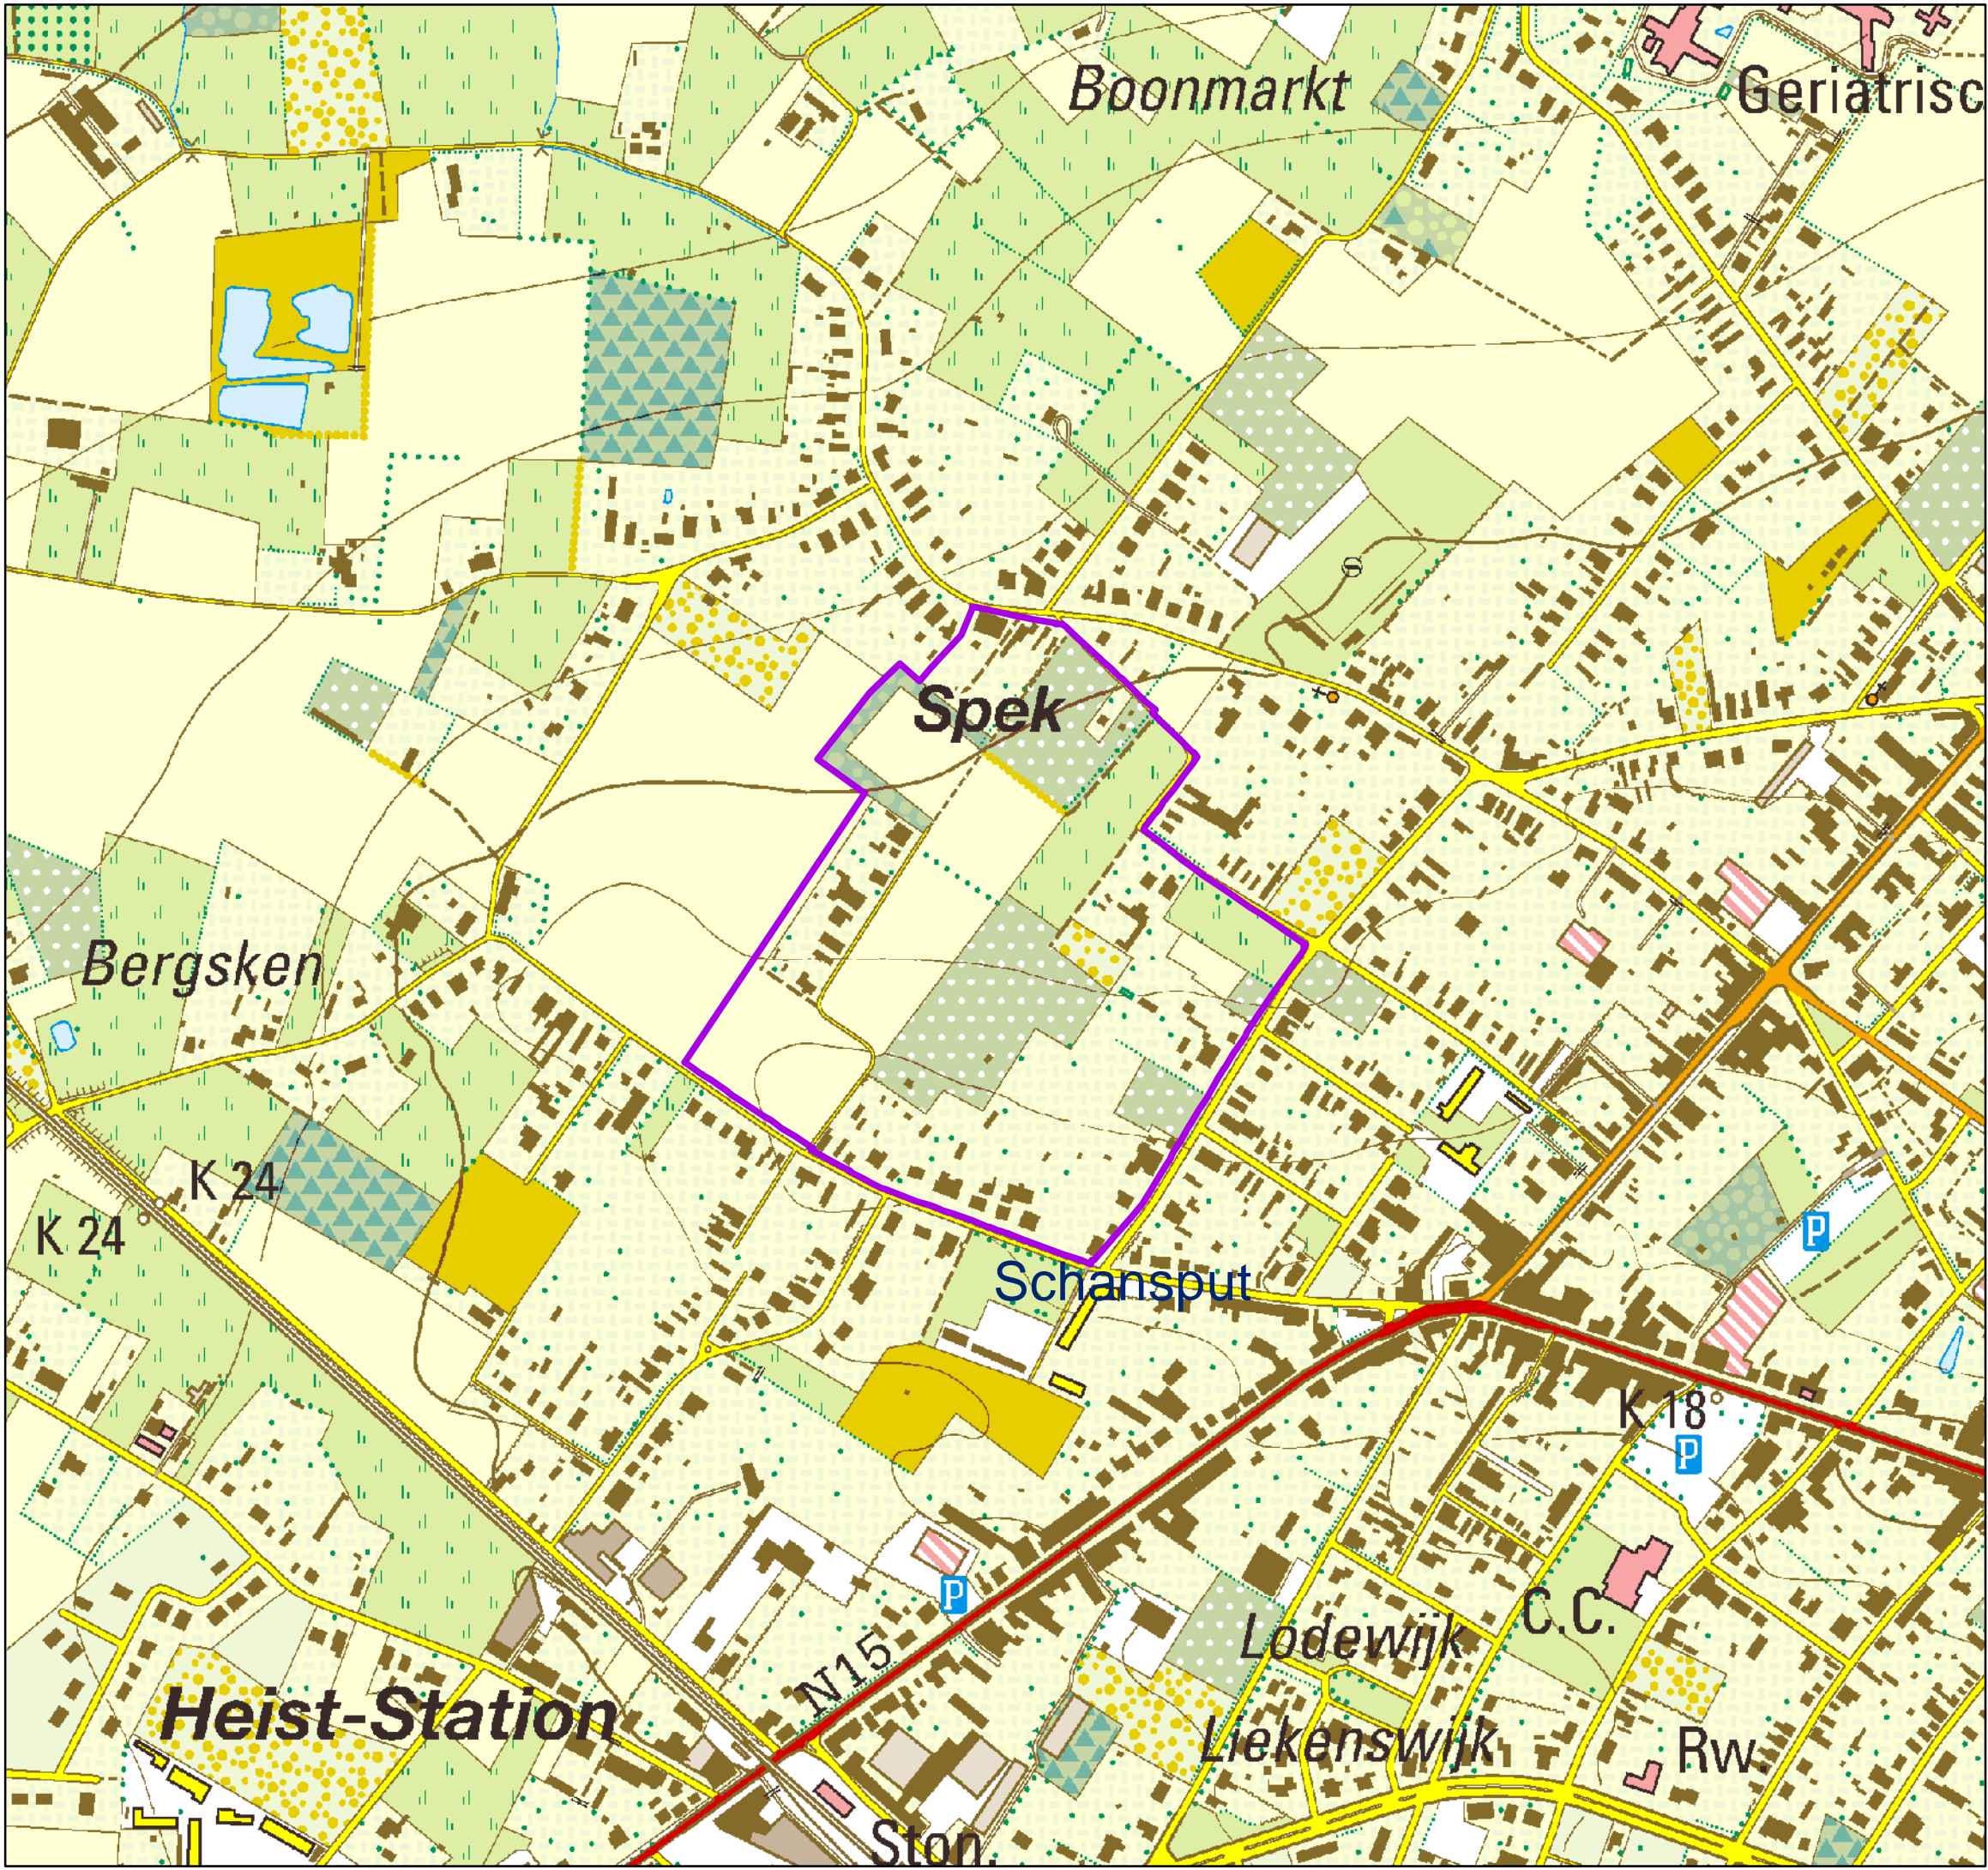 Boonmarkt
Geriatrisc
Spek
Bergsken
K 24
K 24
P
Schansput
K 18
P
P
C.C.
Lodewijk
N15
Heist-Station
Liekenswijk
Rw.
Ston.